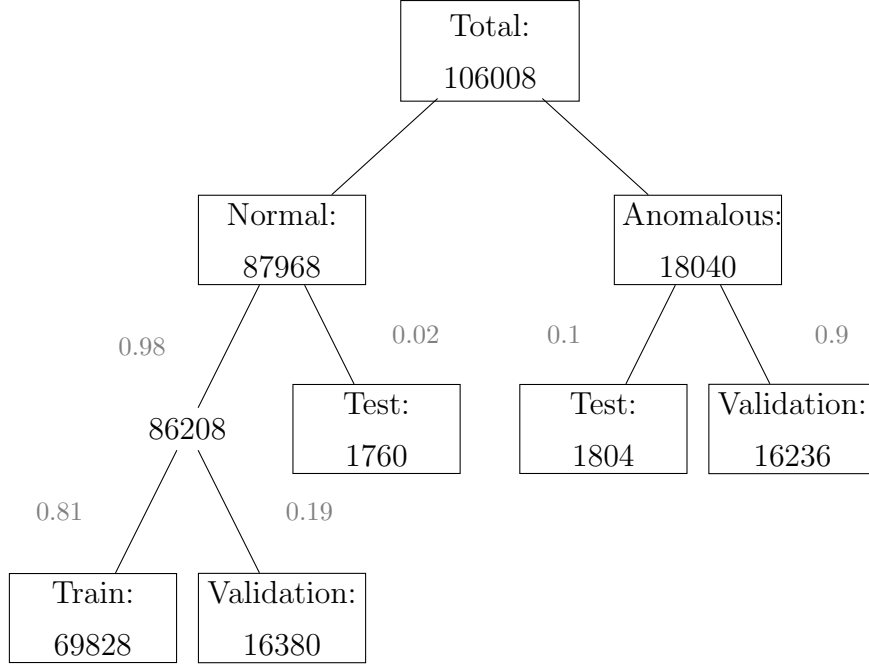 Total:
106008
Normal:
87968
Anomalous:
18040
0.98
0.02
0.1
0.9
86208
Test:
1760
Test:
1804
Validation:
16236
0.81
0.19
Train:
69828
Validation:
16380